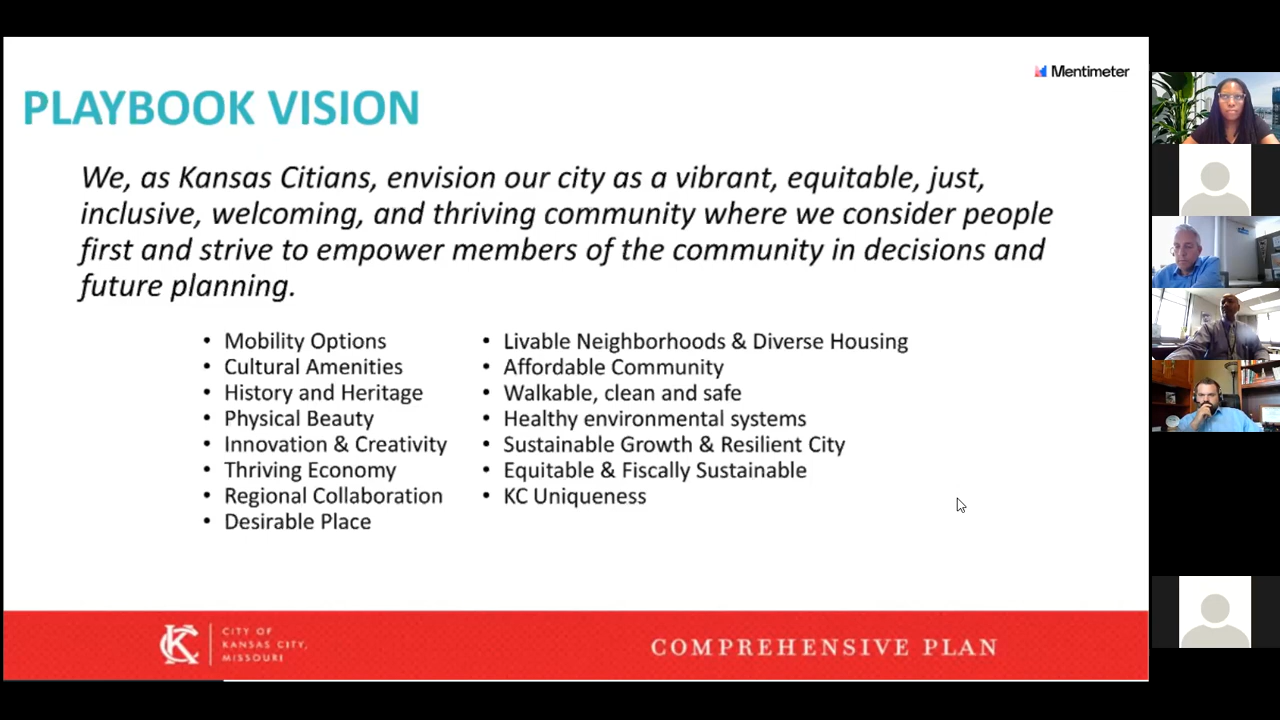 Mentimeter
PLAYBOOK VISION
We, as Kansas Citians, envision our city as a vibrant, equitable, just,
inclusive, welcoming, and thriving community where we consider people
first and strive to empower members of the community in decisions and
future planning.
• Mobility Options
• Cultural Amenities
• History and Heritage
• Physical Beauty
• Innovation & Creativity
• Thriving Economy
• Regional Collaboration
• Desirable Place
• Livable Neighborhoods & Diverse Housing
• Affordable Community
• Walkable, clean and safe
• Healthy environmental systems
• Sustainable Growth & Resilient City
• Equitable & Fiscally Sustainable
• KC Uniqueness
KC
CITY OF
KANSAS CITY,
MISSOURI
COMPREHENSIVE PLAN